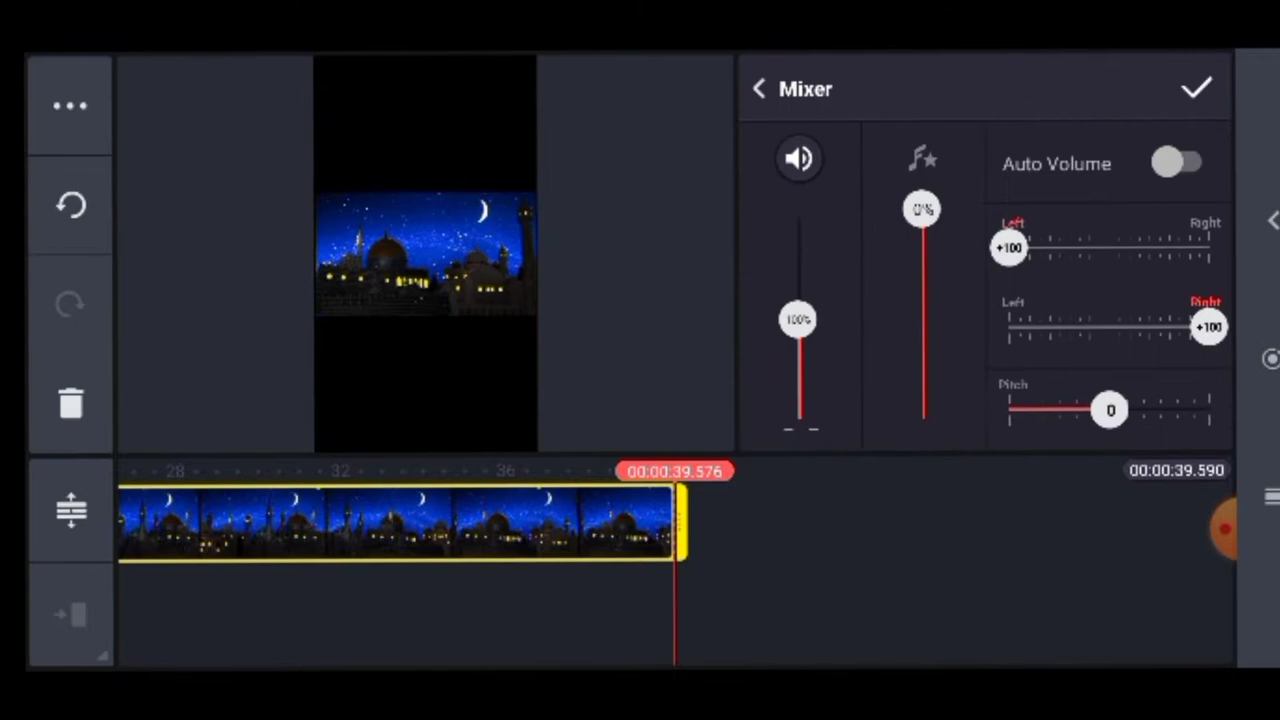 Mixer
Auto Volume
0%
Left Right
+100
Left Right
100%
+100
Pitch
0
28 32 36 00:00:39.576 00:00:39.590